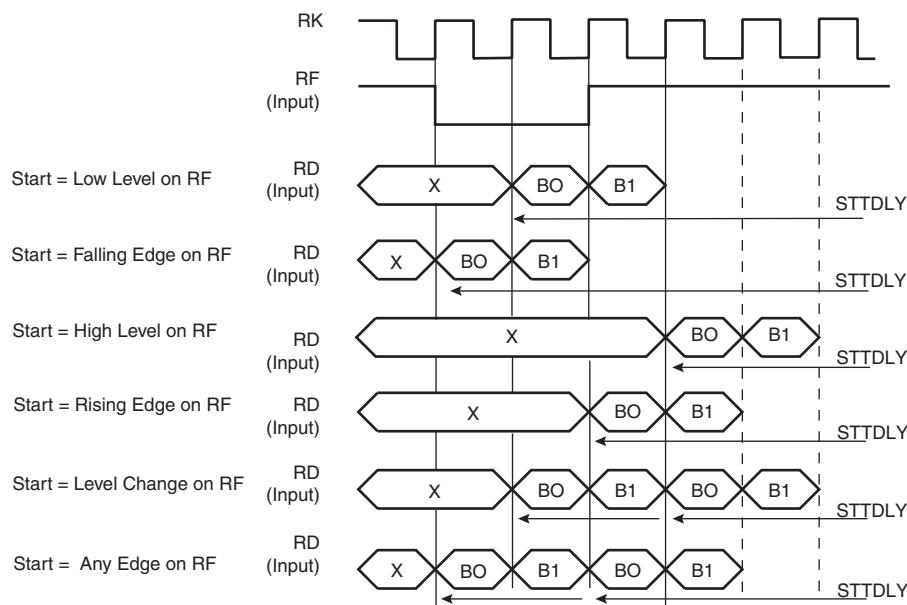 RK
RF
(Input)
Start = Low Level on RF
RD
(Input)
X
BO
B1
STTDLY
Start = Falling Edge on RF
RD
(Input)
X
BO
B1
STTDLY
Start = High Level on RF
RD
(Input)
X
BO
B1
STTDLY
Start = Rising Edge on RF
RD
(Input)
X
BO
B1
STTDLY
Start = Level Change on RF
RD
(Input)
X
BO
B1
BO
B1
STTDLY
Start = Any Edge on RF
RD
(Input)
X
BO
B1
BO
B1
STTDLY